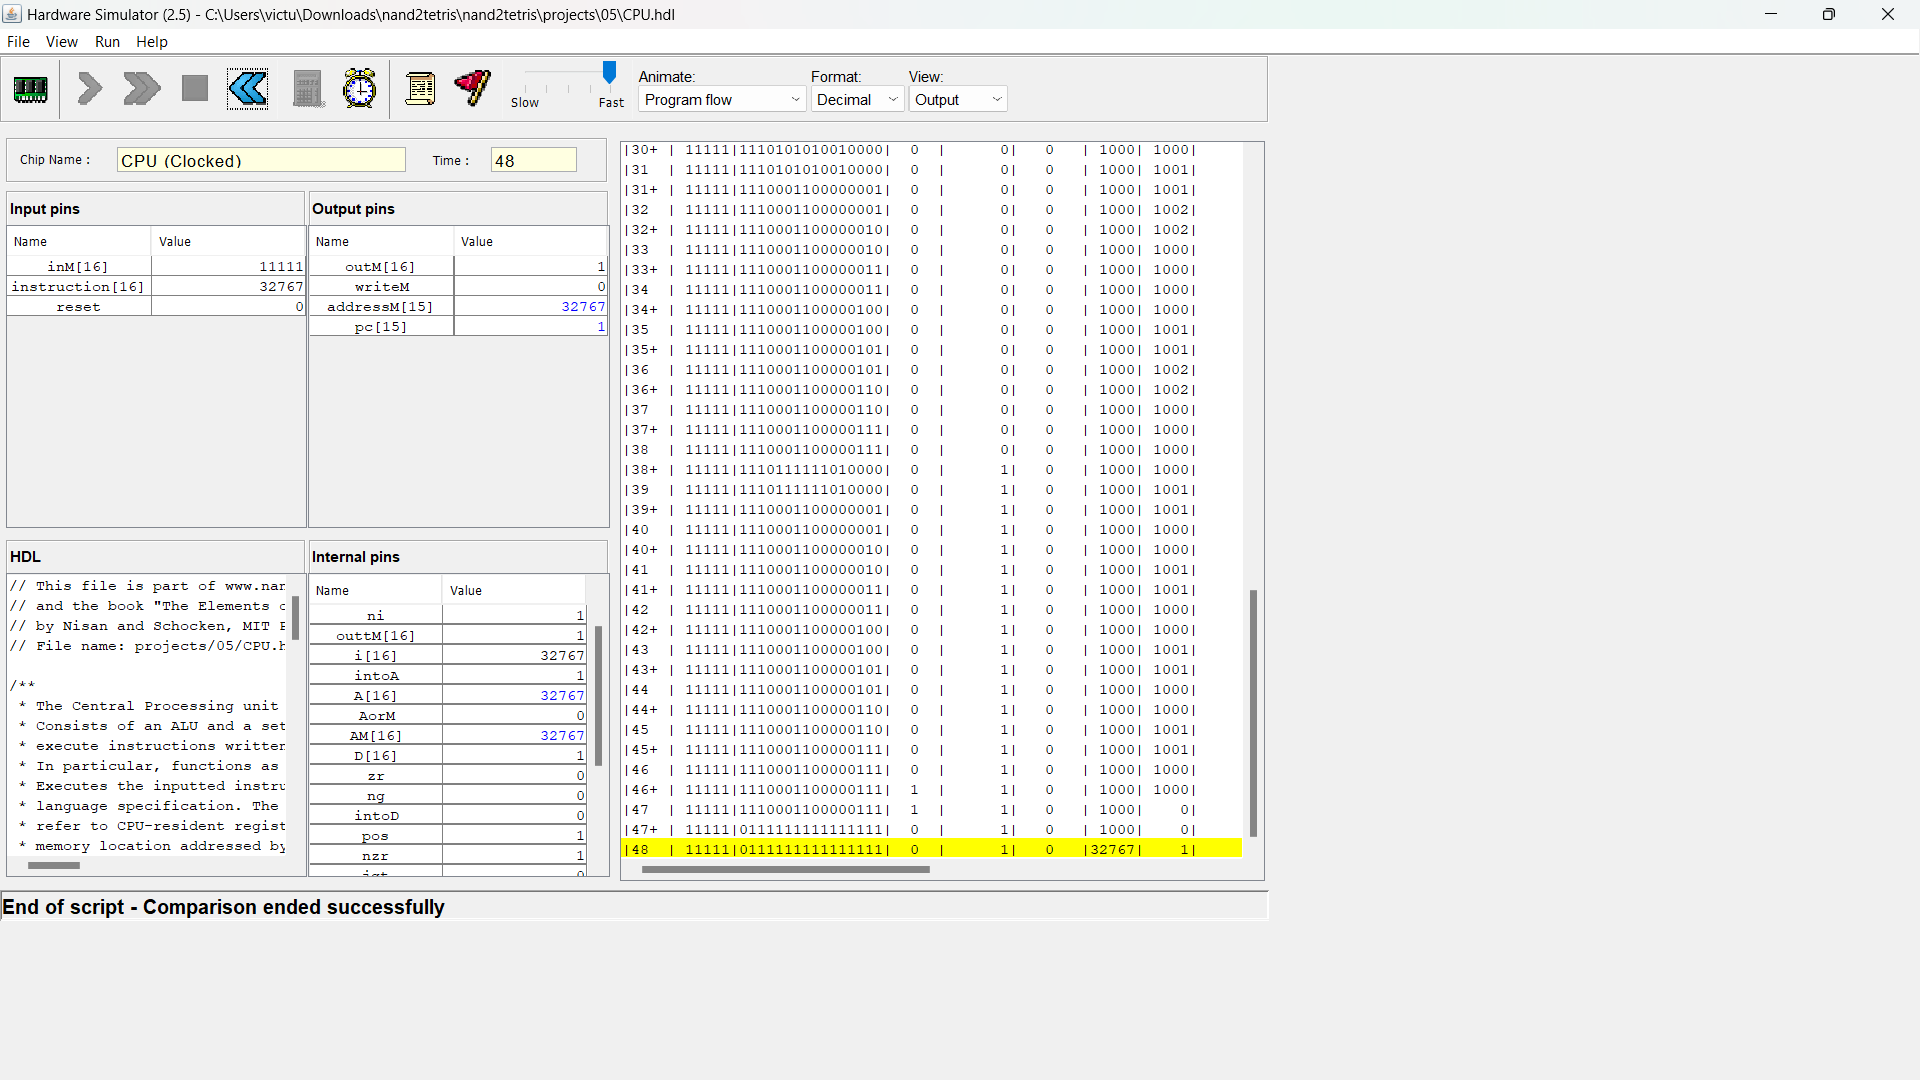 Hardware Simulator (2.5) - C:\Users\victu\Downloads\nand2tetris\nand2tetris\projects\05\CPU.hdl
File View Run Help
Slow Fast
Animate: Format: View:
Program flow Decimal Output
Chip Name : CPU (Clocked) Time : 48
Input pins
Name Value
inM[16] 11111
instruction[16] 32767
reset 0
Output pins
Name Value
outM[16] 1
writeM 0
addressM[15] 32767
pc[15] 1
HDL
// This file is part of www.nan
// and the book "The Elements o
// by Nisan and Schocken, MIT P
// File name: projects/05/CPU.h
/**
* The Central Processing unit
* Consists of an ALU and a set
* execute instructions written
* In particular, functions as
* Executes the inputted instru
* language specification. The
* refer to CPU-resident regist
* memory location addressed by
Internal pins
Name Value
ni 1
outtM[16] 1
i[16] 32767
intoA 1
A[16] 32767
AorM 0
AM[16] 32767
D[16] 1
zr 0
ng 0
intoD 0
pos 1
nzr 1
|30+ | 11111|1110101010010000| 0 | 0| 0 | 1000| 1000|
|31 | 11111|1110101010010000| 0 | 0| 0 | 1000| 1001|
|31+ | 11111|1110001100000001| 0 | 0| 0 | 1000| 1001|
|32 | 11111|1110001100000001| 0 | 0| 0 | 1000| 1002|
|32+ | 11111|1110001100000010| 0 | 0| 0 | 1000| 1002|
|33 | 11111|1110001100000010| 0 | 0| 0 | 1000| 1000|
|33+ | 11111|1110001100000011| 0 | 0| 0 | 1000| 1000|
|34 | 11111|1110001100000011| 0 | 0| 0 | 1000| 1000|
|34+ | 11111|1110001100000100| 0 | 0| 0 | 1000| 1000|
|35 | 11111|1110001100000100| 0 | 0| 0 | 1000| 1001|
|35+ | 11111|1110001100000101| 0 | 0| 0 | 1000| 1001|
|36 | 11111|1110001100000101| 0 | 0| 0 | 1000| 1002|
|36+ | 11111|1110001100000110| 0 | 0| 0 | 1000| 1002|
|37 | 11111|1110001100000110| 0 | 0| 0 | 1000| 1000|
|37+ | 11111|1110001100000111| 0 | 0| 0 | 1000| 1000|
|38 | 11111|1110001100000111| 0 | 0| 0 | 1000| 1000|
|38+ | 11111|1110111111010000| 0 | 1| 0 | 1000| 1000|
|39 | 11111|1110111111010000| 0 | 1| 0 | 1000| 1001|
|39+ | 11111|1110001100000001| 0 | 1| 0 | 1000| 1001|
|40 | 11111|1110001100000001| 0 | 1| 0 | 1000| 1000|
|40+ | 11111|1110001100000010| 0 | 1| 0 | 1000| 1000|
|41 | 11111|1110001100000010| 0 | 1| 0 | 1000| 1001|
|41+ | 11111|1110001100000011| 0 | 1| 0 | 1000| 1001|
|42 | 11111|1110001100000011| 0 | 1| 0 | 1000| 1000|
|42+ | 11111|1110001100000100| 0 | 1| 0 | 1000| 1000|
|43 | 11111|1110001100000100| 0 | 1| 0 | 1000| 1001|
|43+ | 11111|1110001100000101| 0 | 1| 0 | 1000| 1001|
|44 | 11111|1110001100000101| 0 | 1| 0 | 1000| 1000|
|44+ | 11111|1110001100000110| 0 | 1| 0 | 1000| 1000|
|45 | 11111|1110001100000110| 0 | 1| 0 | 1000| 1001|
|45+ | 11111|1110001100000111| 0 | 1| 0 | 1000| 1001|
|46 | 11111|1110001100000111| 0 | 1| 0 | 1000| 1000|
|46+ | 11111|1110001100000111| 1 | 1| 0 | 1000| 1000|
|47 | 11111|1110001100000111| 1 | 1| 0 | 1000| 0|
|47+ | 11111|0111111111111111| 0 | 1| 0 | 1000| 0|
|48 | 11111|0111111111111111| 0 | 1| 0 |32767| 1|
End of script - Comparison ended successfully